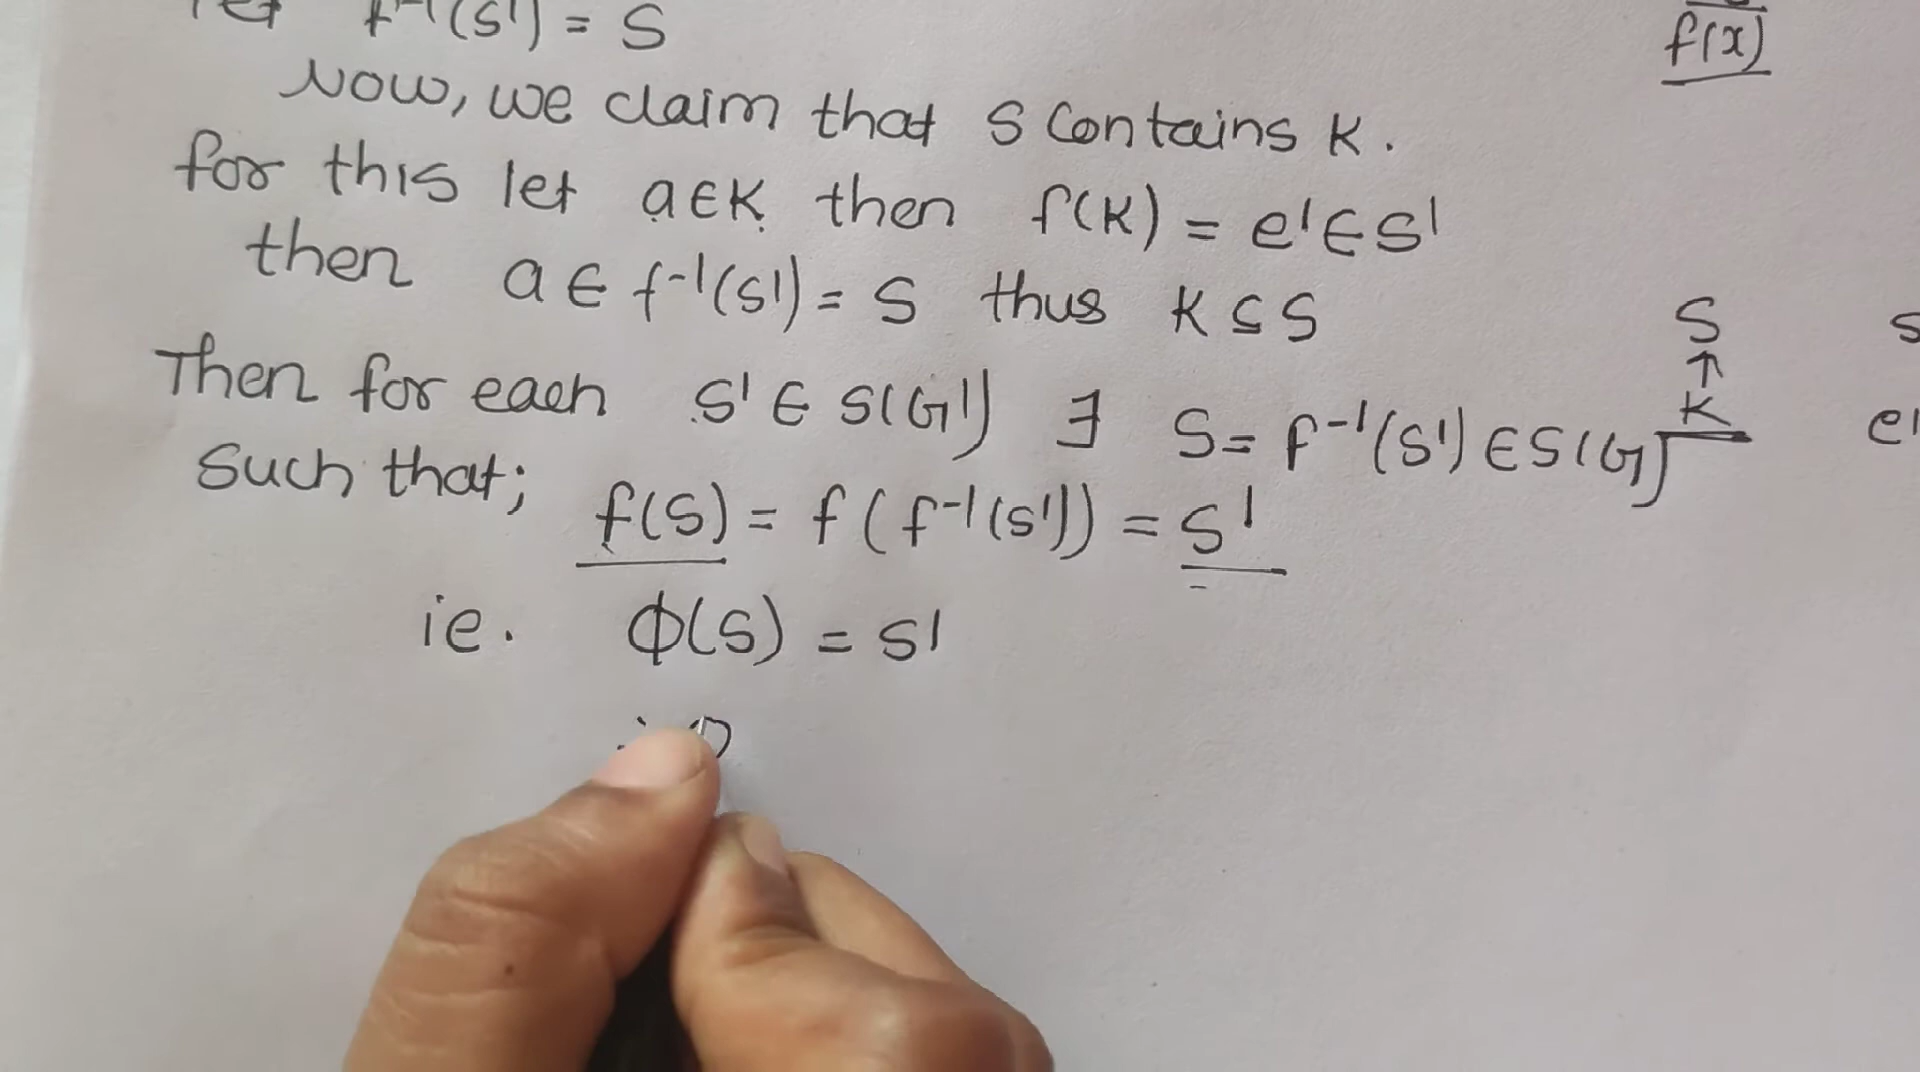 let f-1(s') = S
f(x)
Now, we claim that S contains K.
for this let a∈K then f(K) = e'∈S'
then a ∈ f-1(s') = S thus K ⊆ S
Then for each S' ∈ S(G') ∃ S = f-1(s') ∈ S(G)
Such that; f(S) = f(f-1(s')) = S'
ie. Φ(S) = S'
S
↑
K
S
e'